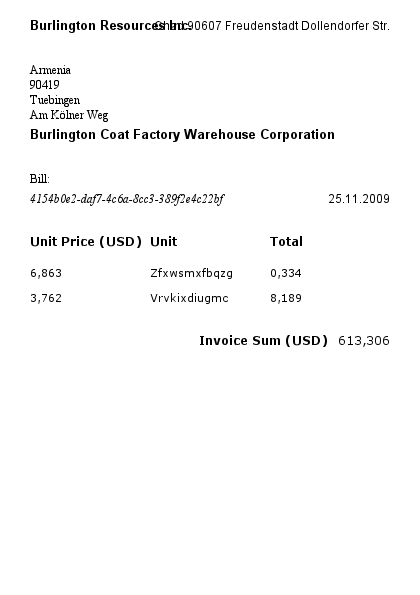 Burlington Resources Inc. Chad 90607 Freudenstadt Dollendorfer Str.
Armenia
90419
Tuebingen
Am Kölner Weg
Burlington Coat Factory Warehouse Corporation
Bill:
4154b0e2-daf7-4c6a-8cc3-389f2e4c22bf 25.11.2009
Unit Price (USD) Unit Total
6,863 Zfxwsmxfbqzg 0,334
3,762 Vrvkixdiugmc 8,189
Invoice Sum (USD) 613,306